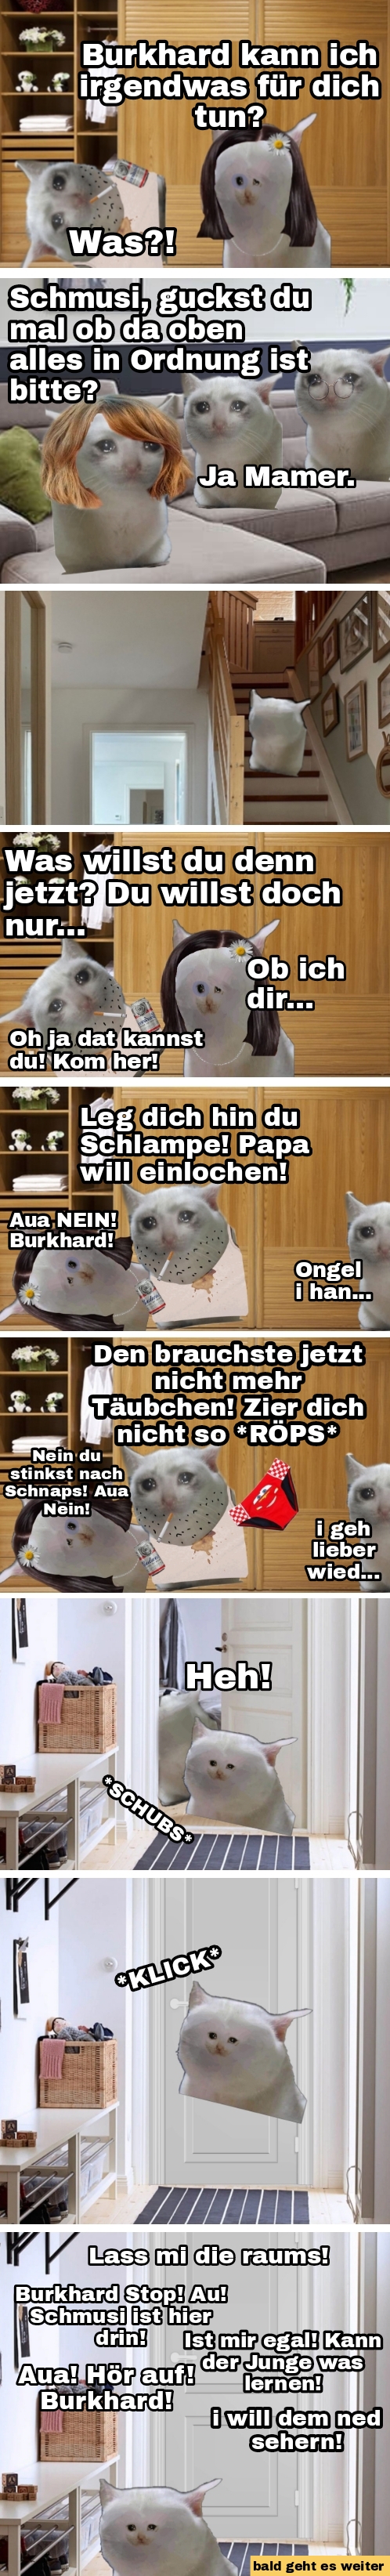 Burkhard kann ich
irgendwas für dich
tun?
Was?!
Schmusi, guckst du
mal ob da oben
alles in Ordnung ist
bitte?
Ja Mamer.
Was willst du denn
jetzt? Du willst doch
nur...
Ob ich
dir...
Oh ja dat kannst
du! Kom her!
Leg dich hin du
Schlampe! Papa
will einlochen!
Aua NEIN!
Burkhard!
Ongel
i han...
Den brauchste jetzt
nicht mehr
Täubchen! Zier dich
nicht so *RÖPS*
Nein du
stinkst nach
Schnaps! Aua
Nein!
i geh
lieber
wied...
Heh!
*SCHUBS*
*KLICK*
Lass mi die raums!
Burkhard Stop! Au!
Schmusi ist hier
drin!
Ist mir egal! Kann
der Junge was
lernen!
Aua! Hör auf!
Burkhard!
i will dem ned
sehern!
bald geht es weiter